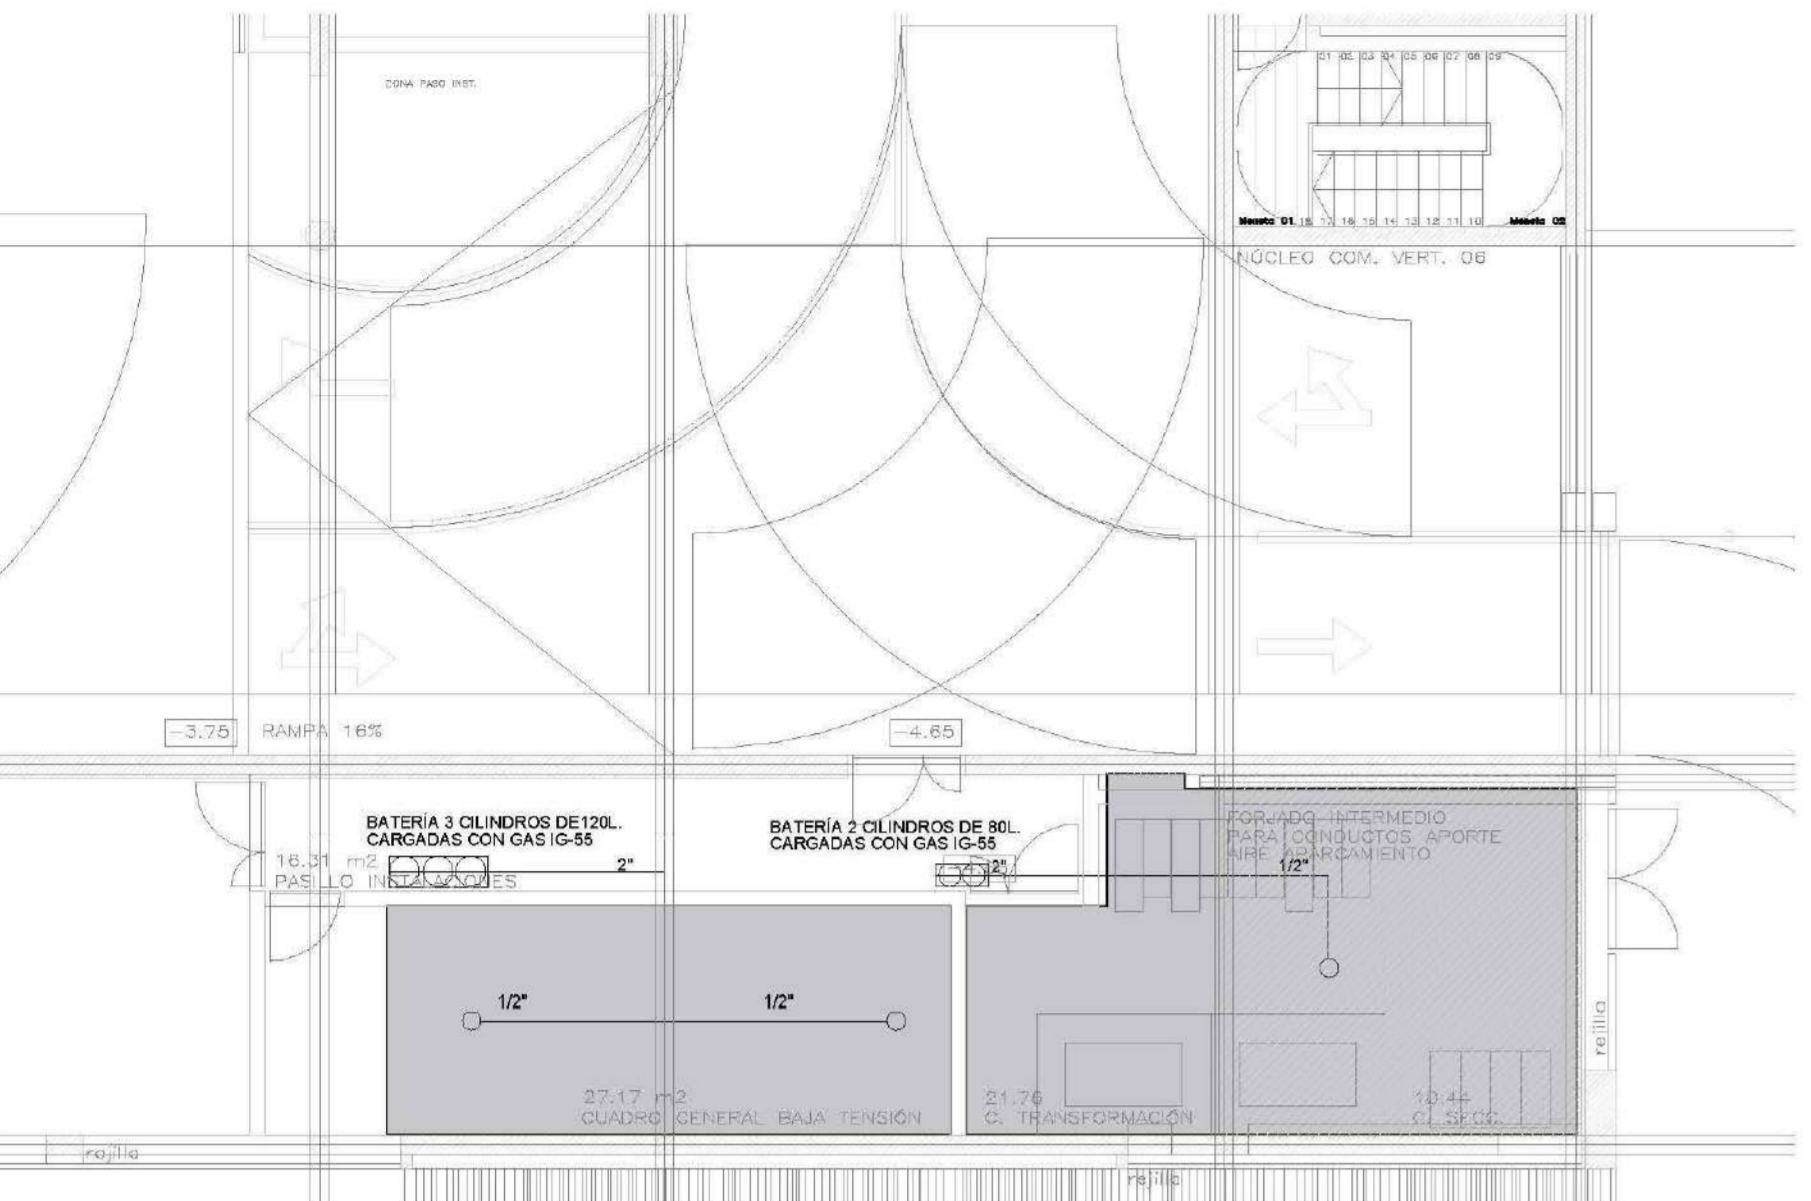 ZONA PASO INST.
01 02 03 04 05 06 07 08 09
Meseta 01 18 17 16 15 14 13 12 11 10 Meseta 02
NÚCLEO COM. VERT. 06
-3.75 RAMPA 16%
-4.65
BATERÍA 3 CILINDROS DE120L.
CARGADAS CON GAS IG-55
16.31 m2
PASILLO INSTALACIONES
2"
BATERÍA 2 CILINDROS DE 80L.
CARGADAS CON GAS IG-55
2"
FORJADO INTERMEDIO
PARA CONDUCTOS APORTE
AIRE APARCAMIENTO
1/2"
1/2" 1/2"
27.17 m2
CUADRO GENERAL BAJA TENSIÓN
21.76
C. TRANSFORMACIÓN
10.44
C. SECC.
rejilla
rejilla
rejilla